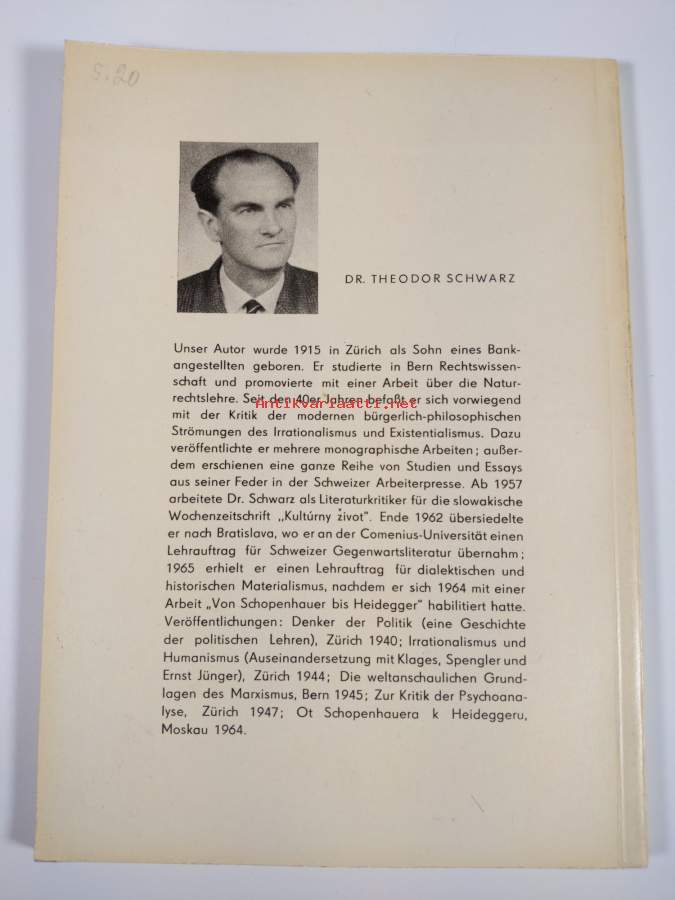 5.20
DR. THEODOR SCHWARZ
Unser Autor wurde 1915 in Zürich als Sohn eines Bank-
angestellten geboren. Er studierte in Bern Rechtswissen-
schaft und promovierte mit einer Arbeit über die Natur-
rechtslehre. Seit den 40er Jahren befaßt er sich vorwiegend
Antikvariaatti.net
mit der Kritik der modernen bürgerlich-philosophischen
Strömungen des Irrationalismus und Existentialismus. Dazu
veröffentlichte er mehrere monographische Arbeiten; außer-
dem erschienen eine ganze Reihe von Studien und Essays
aus seiner Feder in der Schweizer Arbeiterpresse. Ab 1957
arbeitete Dr. Schwarz als Literaturkritiker für die slowakische
Wochenzeitschrift „Kultúrny život". Ende 1962 übersiedelte
er nach Bratislava, wo er an der Comenius-Universität einen
Lehrauftrag für Schweizer Gegenwartsliteratur übernahm;
1965 erhielt er einen Lehrauftrag für dialektischen und
historischen Materialismus, nachdem er sich 1964 mit einer
Arbeit „Von Schopenhauer bis Heidegger" habilitiert hatte.
Veröffentlichungen: Denker der Politik (eine Geschichte
der politischen Lehren), Zürich 1940; Irrationalismus und
Humanismus (Auseinandersetzung mit Klages, Spengler und
Ernst Jünger), Zürich 1944; Die weltanschaulichen Grund-
lagen des Marxismus, Bern 1945; Zur Kritik der Psychoana-
lyse, Zürich 1947; Ot Schopenhauera k Heideggeru,
Moskau 1964.